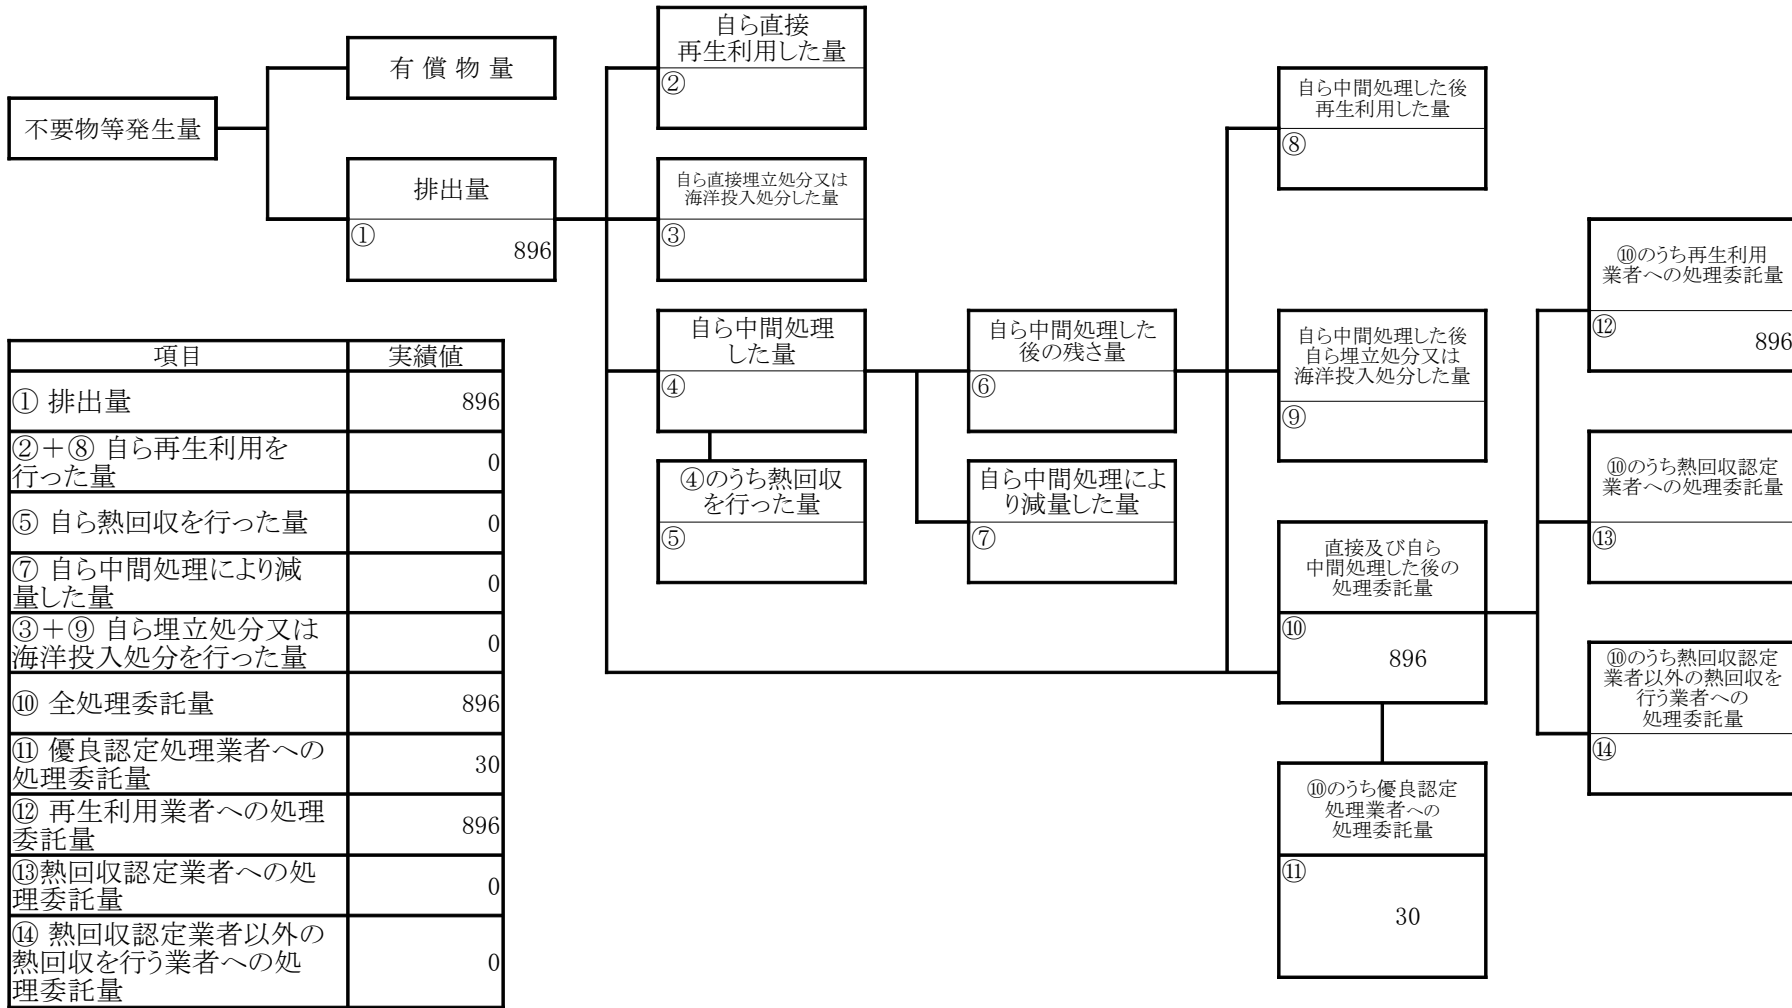 不要物等発生量
有 償 物 量
排出量
①
896
自ら直接
再生利用した量
②
自ら直接埋立処分又は
海洋投入処分した量
③
自ら中間処理
した量
④
④のうち熱回収
を行った量
⑤
自ら中間処理した
後の残さ量
⑥
自ら中間処理によ
り減量した量
⑦
自ら中間処理した後
再生利用した量
⑧
自ら中間処理した後
自ら埋立処分又は
海洋投入処分した量
⑨
直接及び自ら
中間処理した後の
処理委託量
⑩
896
⑩のうち優良認定
処理業者への
処理委託量
⑪
30
⑩のうち再生利用
業者への処理委託量
⑫
896
⑩のうち熱回収認定
業者への処理委託量
⑬
⑩のうち熱回収認定
業者以外の熱回収を
行う業者への
処理委託量
⑭
項目 実績値
① 排出量 896
②＋⑧ 自ら再生利用を
行った量 0
⑤ 自ら熱回収を行った量 0
⑦ 自ら中間処理により減
量した量 0
③＋⑨ 自ら埋立処分又は
海洋投入処分を行った量 0
⑩ 全処理委託量 896
⑪ 優良認定処理業者への
処理委託量 30
⑫ 再生利用業者への処理
委託量 896
⑬熱回収認定業者への処
理委託量 0
⑭ 熱回収認定業者以外の
熱回収を行う業者への処
理委託量 0